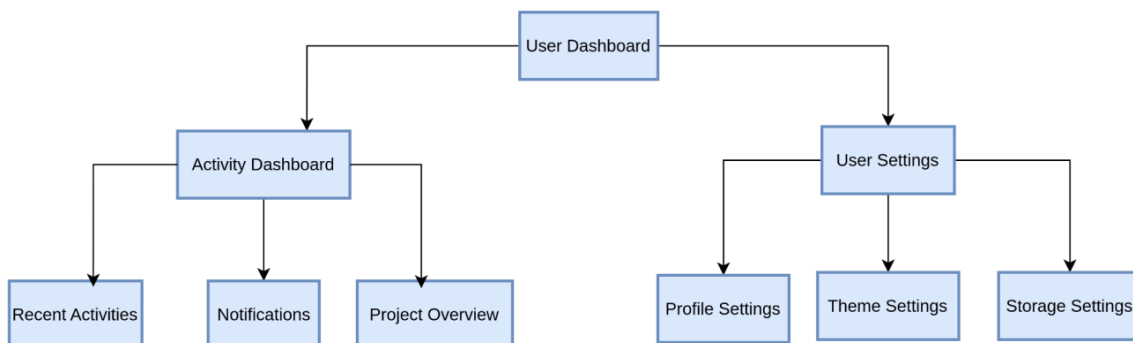 User Dashboard
Activity Dashboard
User Settings
Recent Activities
Notifications
Project Overview
Profile Settings
Theme Settings
Storage Settings